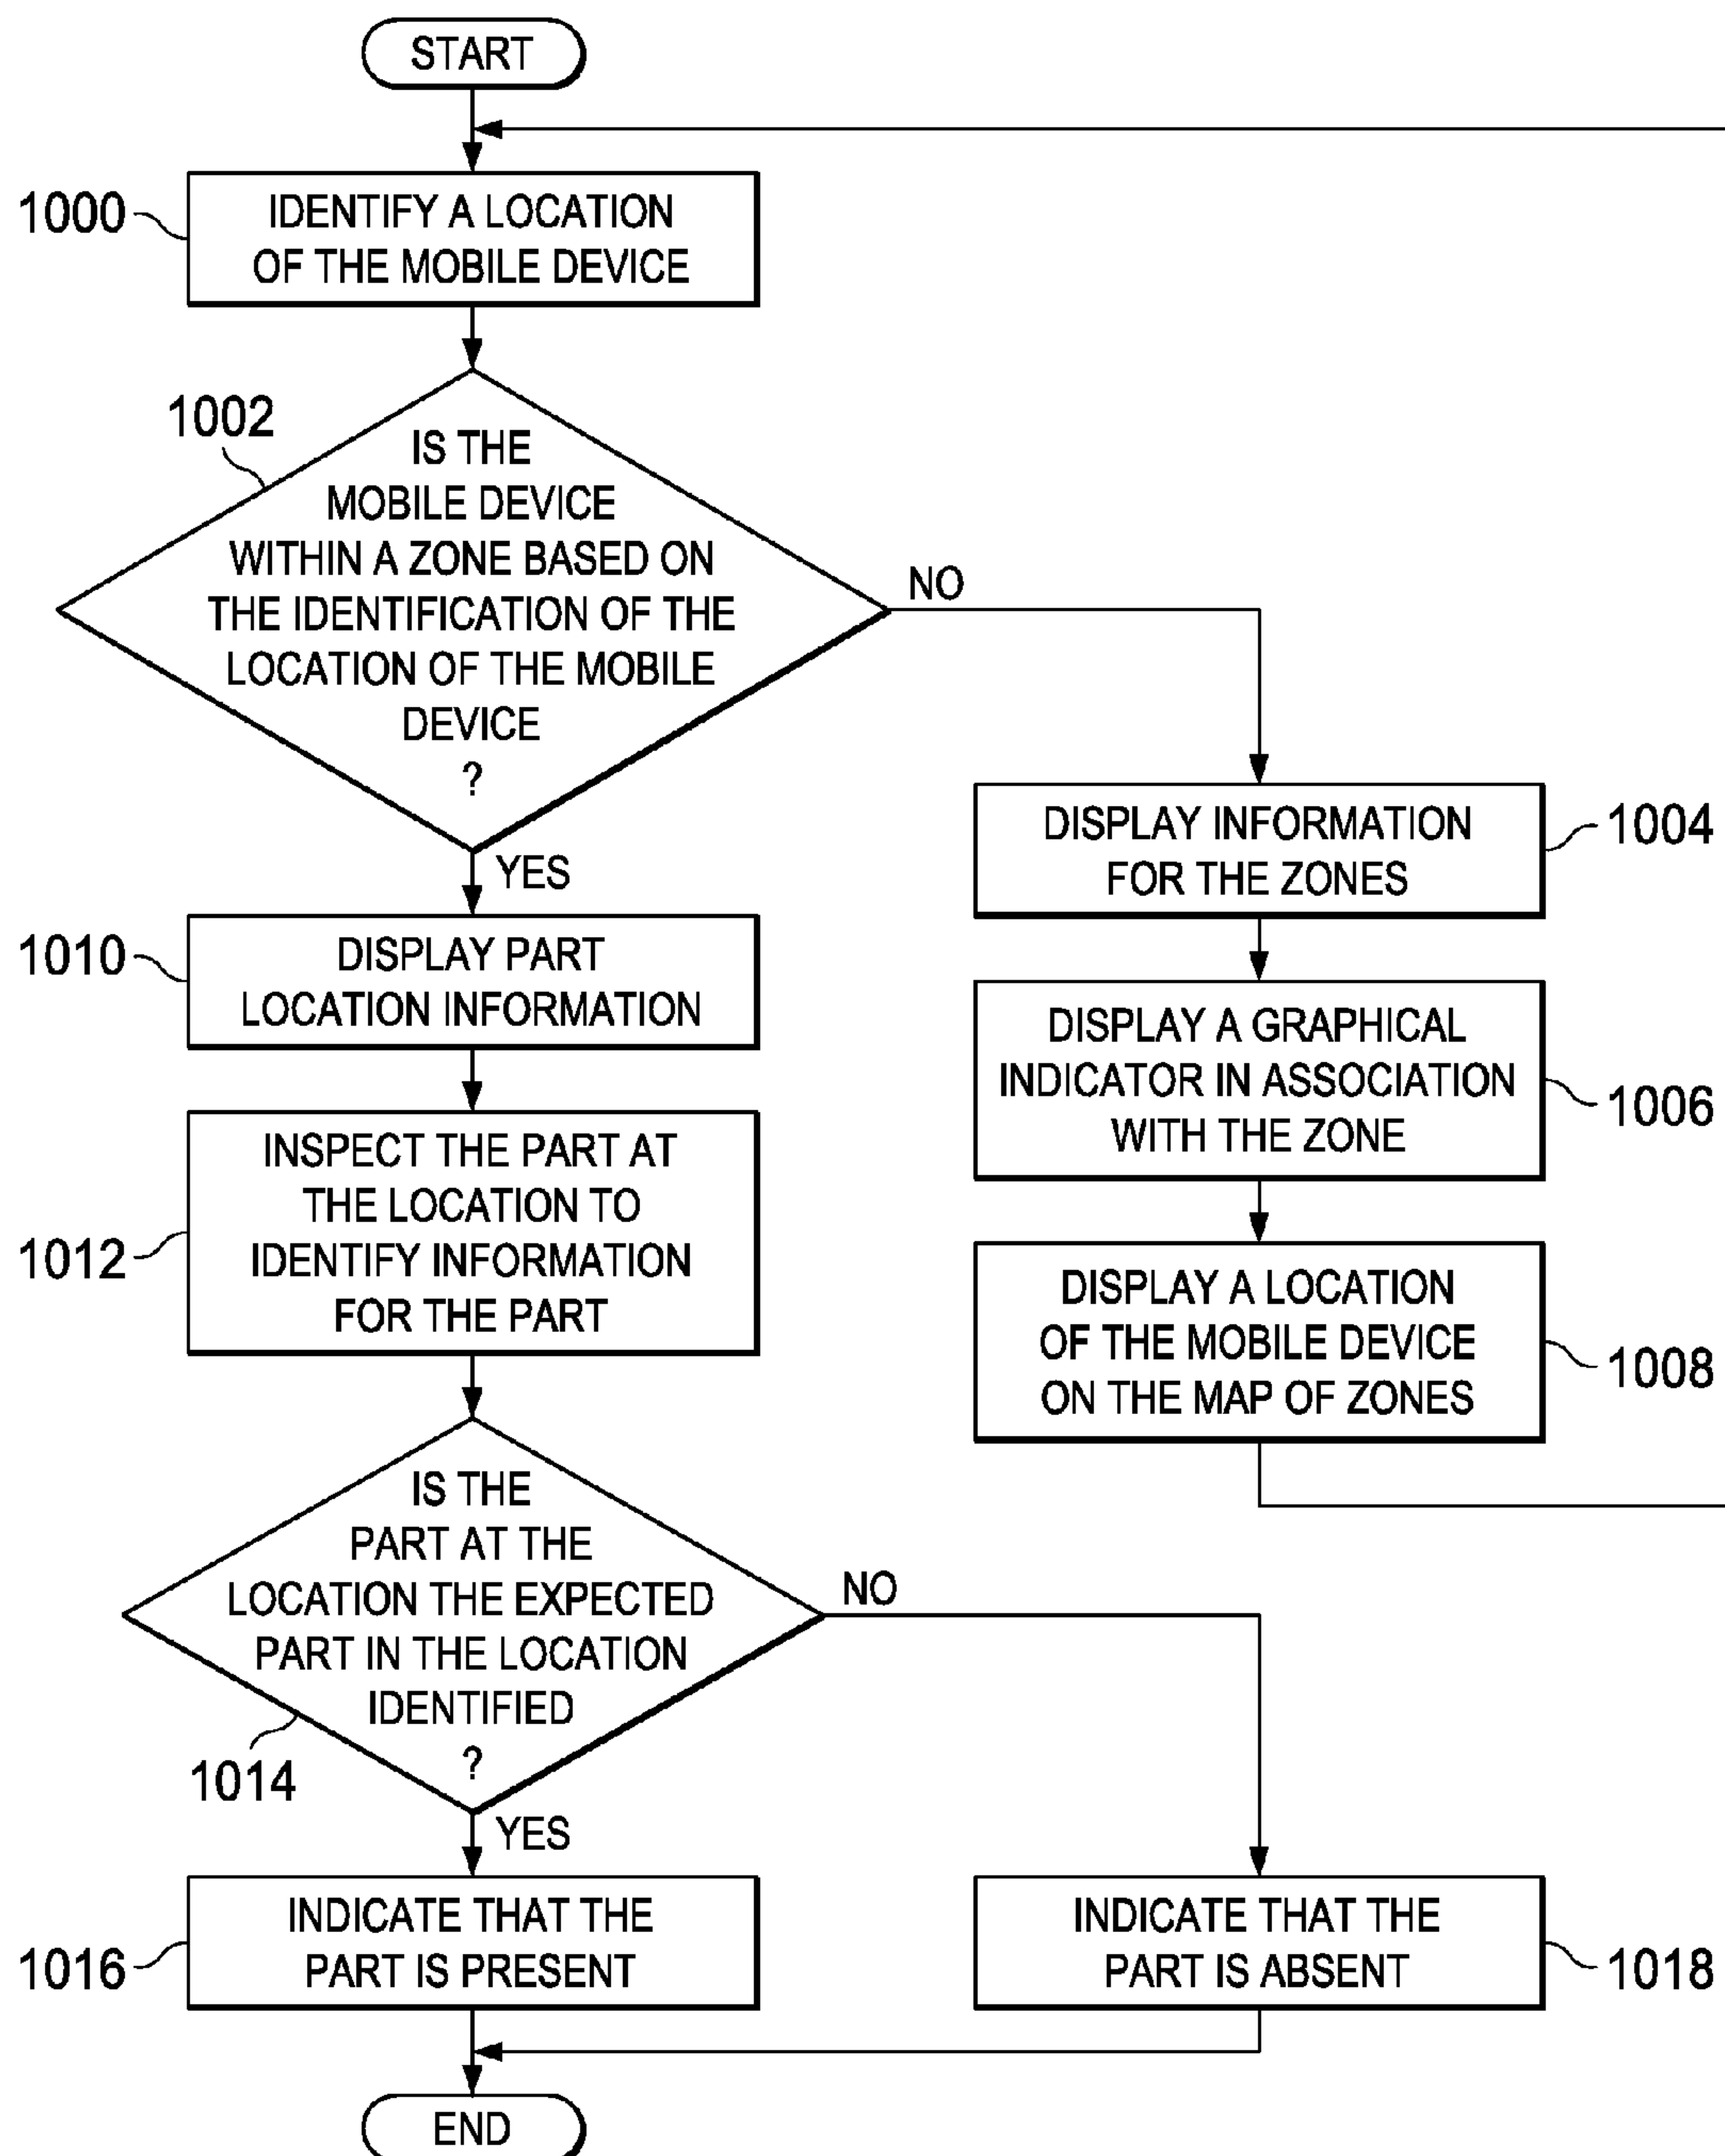 START
1000
IDENTIFY A LOCATION
OF THE MOBILE DEVICE
1002
IS THE
MOBILE DEVICE
WITHIN A ZONE BASED ON
THE IDENTIFICATION OF THE
LOCATION OF THE MOBILE
DEVICE
?
NO
YES
1004
DISPLAY INFORMATION
FOR THE ZONES
1006
DISPLAY A GRAPHICAL
INDICATOR IN ASSOCIATION
WITH THE ZONE
1008
DISPLAY A LOCATION
OF THE MOBILE DEVICE
ON THE MAP OF ZONES
1010
DISPLAY PART
LOCATION INFORMATION
1012
INSPECT THE PART AT
THE LOCATION TO
IDENTIFY INFORMATION
FOR THE PART
1014
IS THE
PART AT THE
LOCATION THE EXPECTED
PART IN THE LOCATION
IDENTIFIED
?
NO
YES
1016
INDICATE THAT THE
PART IS PRESENT
1018
INDICATE THAT THE
PART IS ABSENT
END